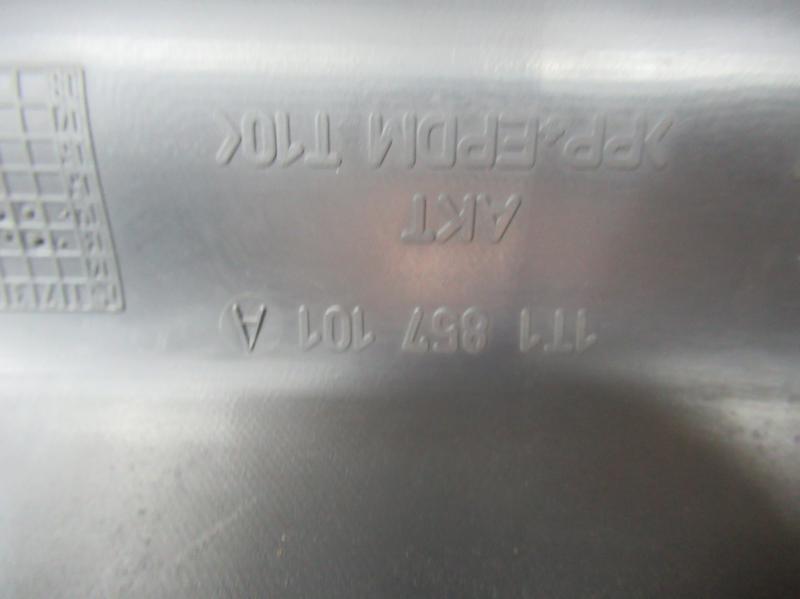 1T1 857 101 A
AKT
>PP+EPDM T10<